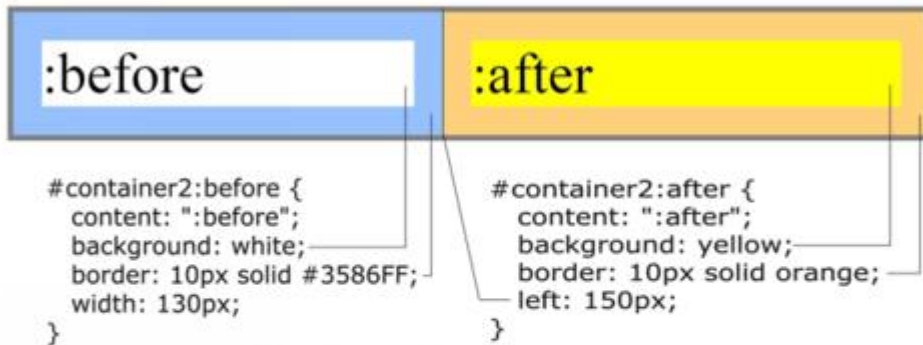 :before
:after
#container2:before {
content: ":before";
background: white;
border: 10px solid #3586FF;
width: 130px;
}
#container2:after {
content: ":after";
background: yellow;
border: 10px solid orange;
left: 150px;
}